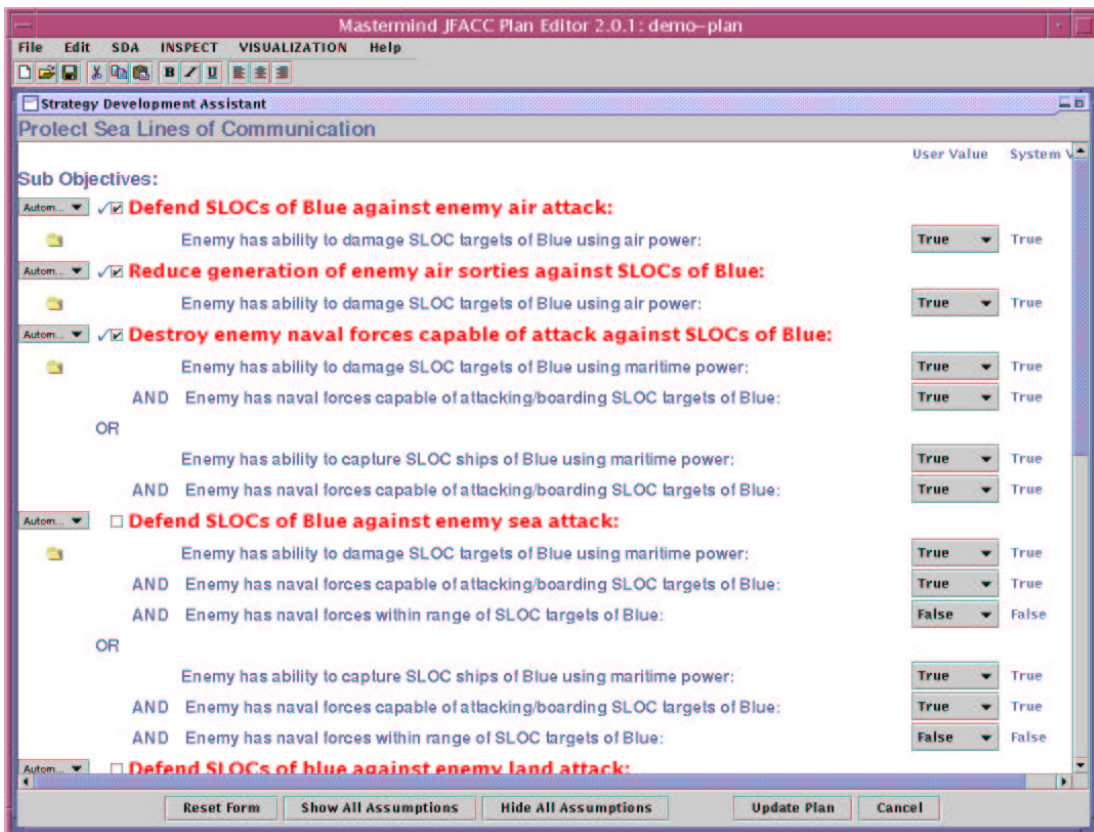 Mastermind JFACC Plan Editor 2.0.1: demo-plan
File Edit SDA INSPECT VISUALIZATION Help
B I U
Strategy Development Assistant
Protect Sea Lines of Communication
User Value System V
Sub Objectives:
Autom... Defend SLOCs of Blue against enemy air attack:
Enemy has ability to damage SLOC targets of Blue using air power: True True
Autom... Reduce generation of enemy air sorties against SLOCs of Blue:
Enemy has ability to damage SLOC targets of Blue using air power: True True
Autom... Destroy enemy naval forces capable of attack against SLOCs of Blue:
Enemy has ability to damage SLOC targets of Blue using maritime power: True True
AND Enemy has naval forces capable of attacking/boarding SLOC targets of Blue: True True
OR
Enemy has ability to capture SLOC ships of Blue using maritime power: True True
AND Enemy has naval forces capable of attacking/boarding SLOC targets of Blue: True True
Autom... Defend SLOCs of Blue against enemy sea attack:
Enemy has ability to damage SLOC targets of Blue using maritime power: True True
AND Enemy has naval forces capable of attacking/boarding SLOC targets of Blue: True True
AND Enemy has naval forces within range of SLOC targets of Blue: False False
OR
Enemy has ability to capture SLOC ships of Blue using maritime power: True True
AND Enemy has naval forces capable of attacking/boarding SLOC targets of Blue: True True
AND Enemy has naval forces within range of SLOC targets of Blue: False False
Autom... Defend SLOCs of blue against enemy land attack:
Reset Form Show All Assumptions Hide All Assumptions Update Plan Cancel